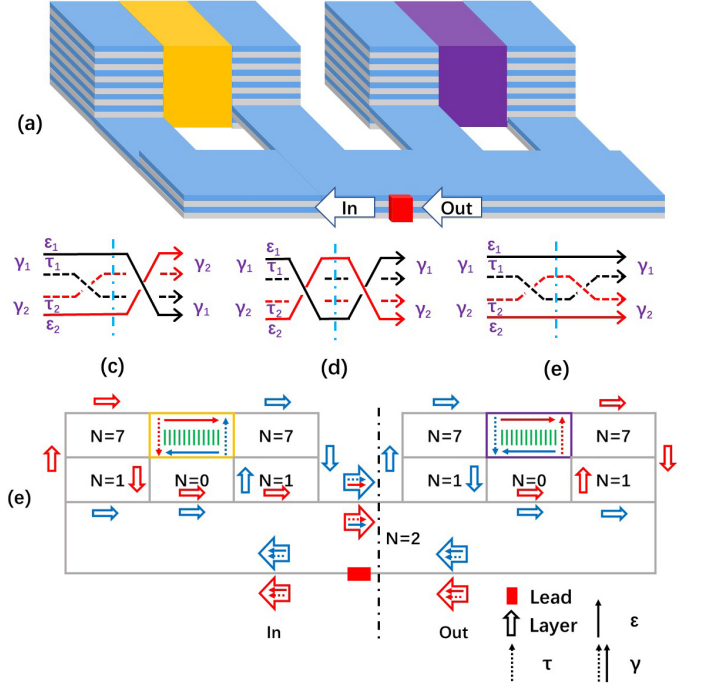 (a)
In Out
ε₁ ε₁ ε₁
γ₁ τ₁ γ₂ γ₁ τ₁ γ₁ γ₁ τ₁ γ₁
γ₂ τ₂ γ₁ γ₂ τ₂ γ₂ γ₂ τ₂ γ₂
ε₂ ε₂ ε₂
(c) (d) (e)
N=7 N=7 N=7 N=7
(e) N=1 N=0 N=1 N=1 N=0 N=1
N=2
In Out
Lead
Layer ε
τ γ